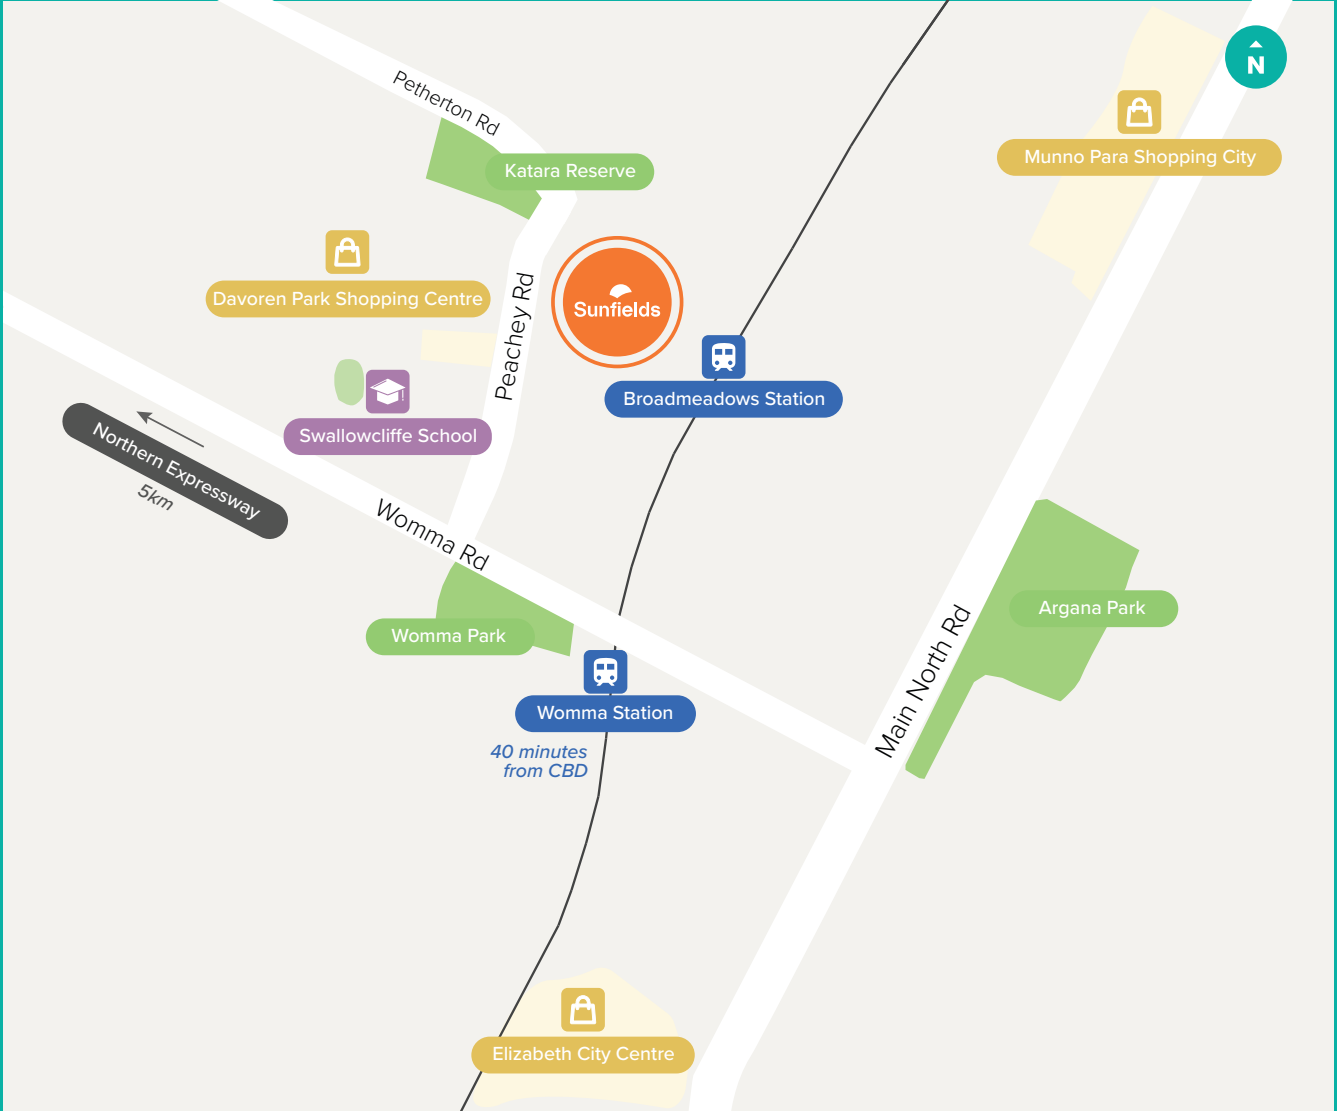 N
Petherton Rd
Munno Para Shopping City
Katara Reserve
Davoren Park Shopping Centre
Peachey Rd
Sunfields
Broadmeadows Station
Swallowcliffe School
Northern Expressway
5km
Womma Rd
Argana Park
Womma Park
Main North Rd
Womma Station
40 minutes
from CBD
Elizabeth City Centre